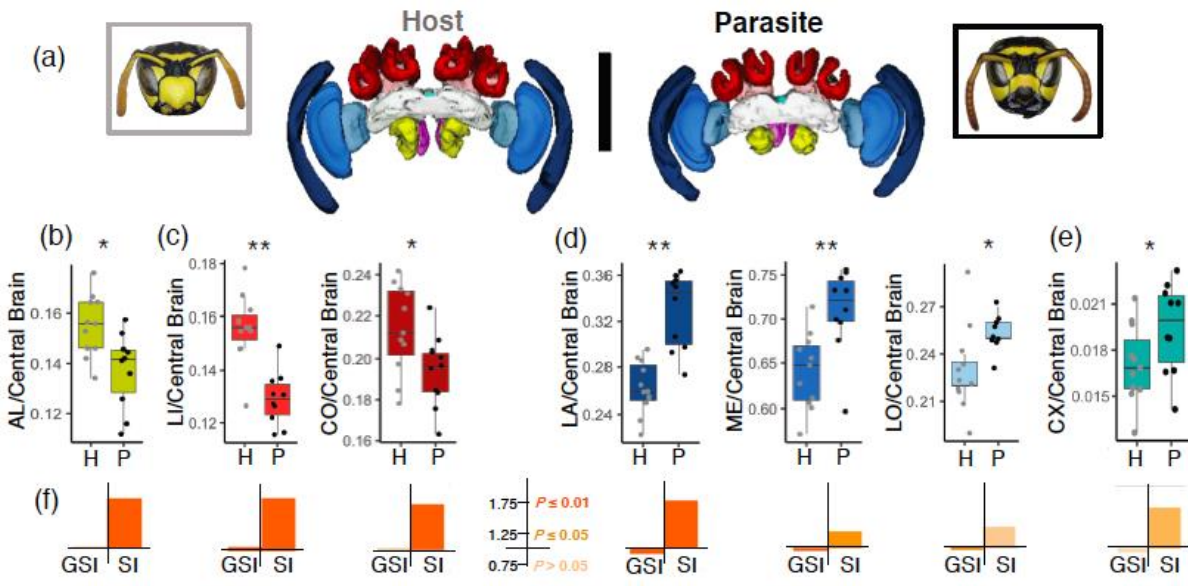 Host
Parasite
(a)
(b)
(c)
(d)
(e)
*
**
*
**
**
*
*
AL/Central Brain
0.16
0.14
0.12
H P
LI/Central Brain
0.18
0.16
0.14
0.12
H P
CO/Central Brain
0.24
0.22
0.20
0.18
0.16
H P
LA/Central Brain
0.36
0.32
0.28
0.24
H P
ME/Central Brain
0.75
0.70
0.65
0.60
H P
LO/Central Brain
0.27
0.24
0.21
H P
CX/Central Brain
0.021
0.018
0.015
H P
(f)
GSI SI
GSI SI
GSI SI
1.75 P ≤ 0.01
1.25 P ≤ 0.05
0.75 P > 0.05
GSI SI
GSI SI
GSI SI
GSI SI